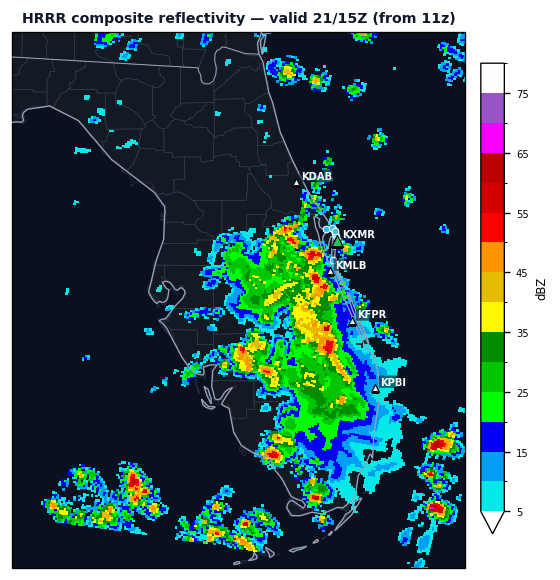 HRRR composite reflectivity — valid 21/15Z (from 11z)
KDAB
KXMR
KMLB
KFPR
KPBI
75
65
55
45
35
25
15
5
dBZ